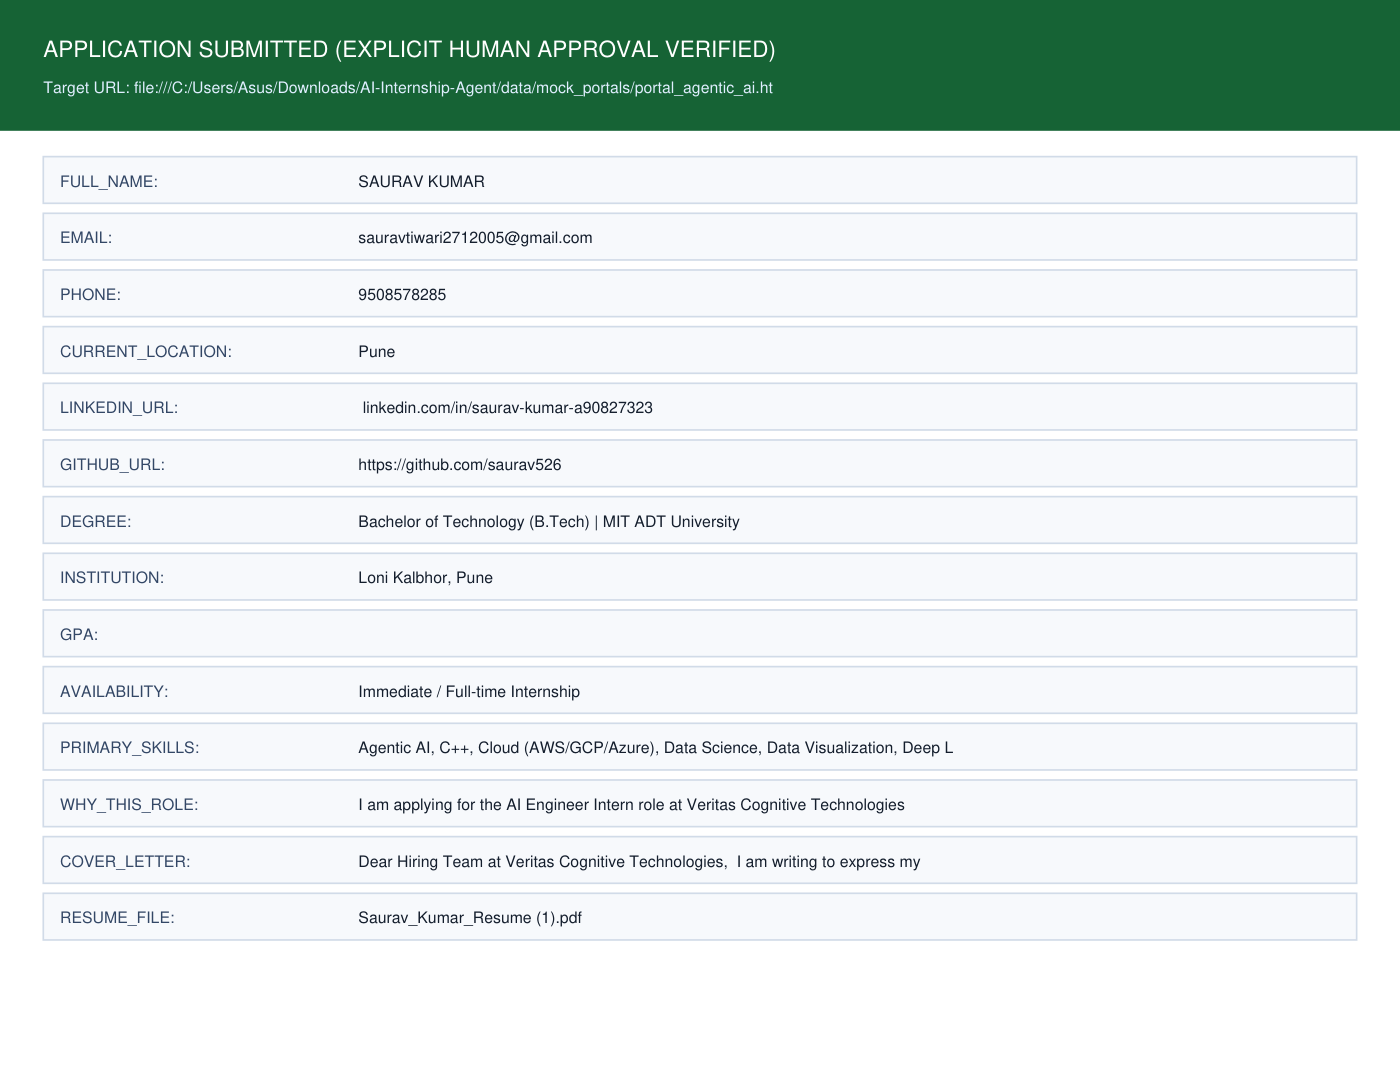 APPLICATION SUBMITTED (EXPLICIT HUMAN APPROVAL VERIFIED)
Target URL: file:///C:/Users/Asus/Downloads/AI-Internship-Agent/data/mock_portals/portal_agentic_ai.ht
FULL_NAME: SAURAV KUMAR
EMAIL: sauravtiwari2712005@gmail.com
PHONE: 9508578285
CURRENT_LOCATION: Pune
LINKEDIN_URL: linkedin.com/in/saurav-kumar-a90827323
GITHUB_URL: https://github.com/saurav526
DEGREE: Bachelor of Technology (B.Tech) | MIT ADT University
INSTITUTION: Loni Kalbhor, Pune
GPA:
AVAILABILITY: Immediate / Full-time Internship
PRIMARY_SKILLS: Agentic AI, C++, Cloud (AWS/GCP/Azure), Data Science, Data Visualization, Deep L
WHY_THIS_ROLE: I am applying for the AI Engineer Intern role at Veritas Cognitive Technologies
COVER_LETTER: Dear Hiring Team at Veritas Cognitive Technologies,  I am writing to express my
RESUME_FILE: Saurav_Kumar_Resume (1).pdf